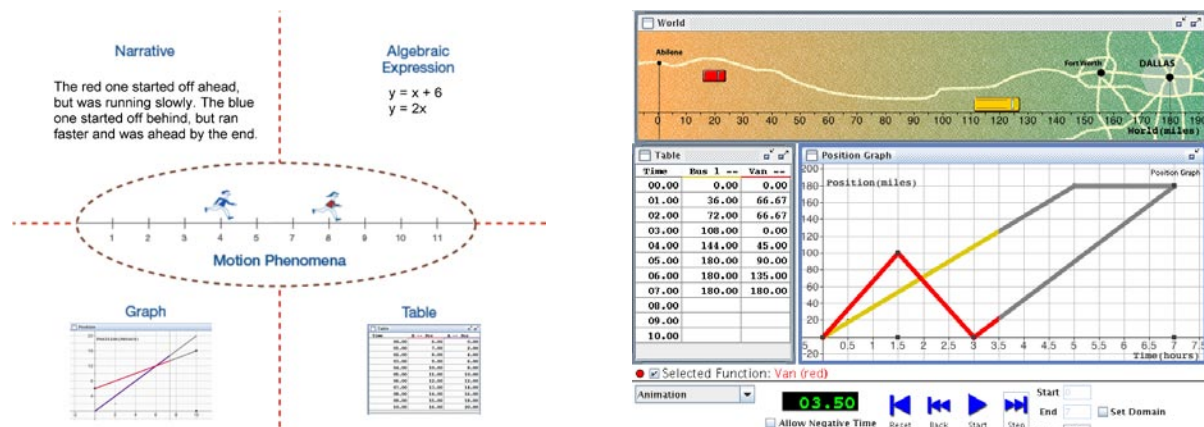 Narrative
Algebraic
Expression
The red one started off ahead,
but was running slowly. The blue
one started off behind, but ran
faster and was ahead by the end.
y = x + 6
y = 2x
1 2 3 4 5 6 7 8 9 10 11
Motion Phenomena
Graph
Table
Table
World
Abilene
Fort Worth
DALLAS
0 10 20 30 40 50 60 70 80 90 100 110 120 130 140 150 160 170 180 190
World(miles)
Table
Time Bus 1 -- Van --
00.00 0.00 0.00
01.00 36.00 66.67
02.00 72.00 66.67
03.00 108.00 0.00
04.00 144.00 45.00
05.00 180.00 90.00
06.00 180.00 135.00
07.00 180.00 180.00
08.00
09.00
10.00
Position Graph
Position Graph
200
180 Position(miles)
160
140
120
100
80
60
40
20
0
-20
0.5 1 1.5 2 2.5 3 3.5 4 4.5 5 5.5 6 6.5 7 7.5
Time(hours)
Selected Function: Van (red)
Animation
03.50
Allow Negative Time
Reset Back Start Step
Start 0
End 7
Set Domain